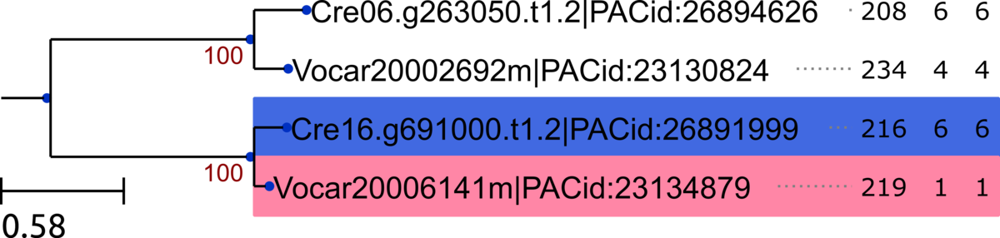 Cre06.g263050.t1.2|PACid:26894626 208 6 6
100
Vocar20002692m|PACid:23130824 234 4 4
Cre16.g691000.t1.2|PACid:26891999 216 6 6
100
Vocar20006141m|PACid:23134879 219 1 1
0.58